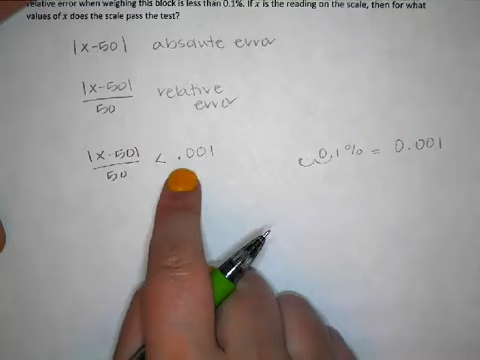 relative error when weighing this block is less than 0.1%. If x is the reading on the scale, then for what
values of x does the scale pass the test?
|x-50| absolute error
|x-50|
50
relative
error
|x-50|
50
< .001
0.1% = 0.001